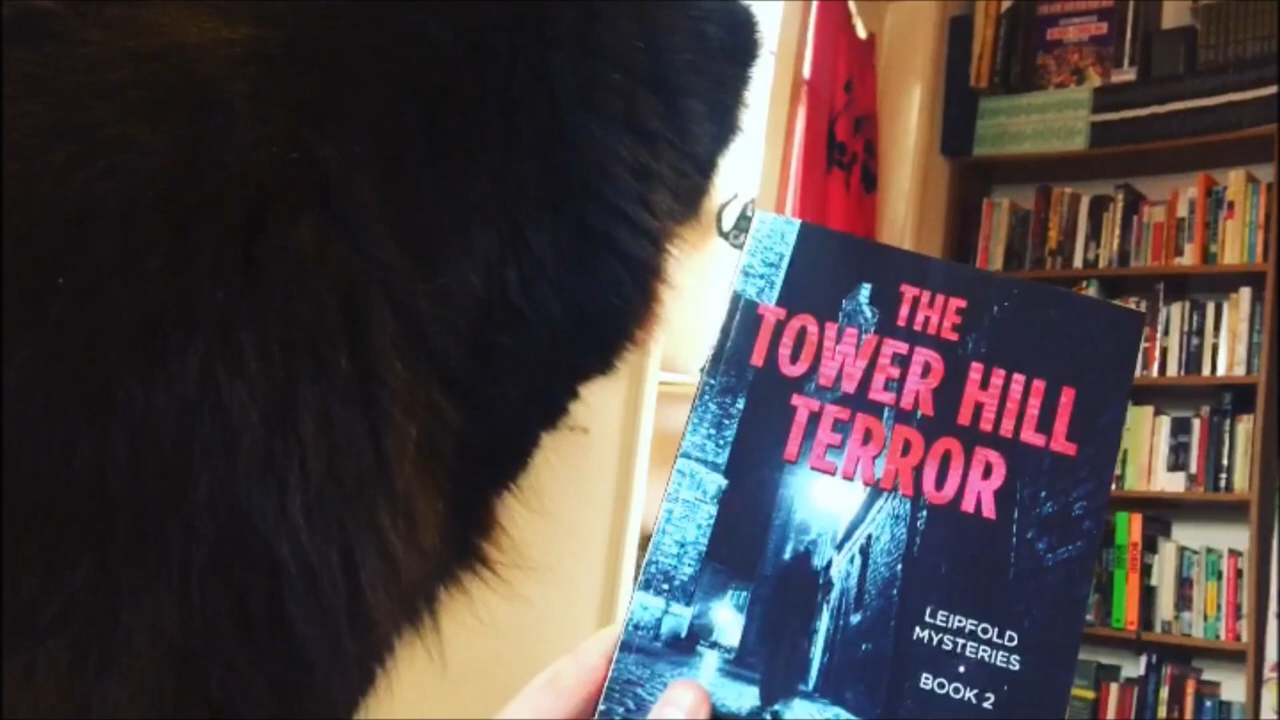 THE
TOWER HILL
TERROR
LEIPFOLD
MYSTERIES
•
BOOK 2